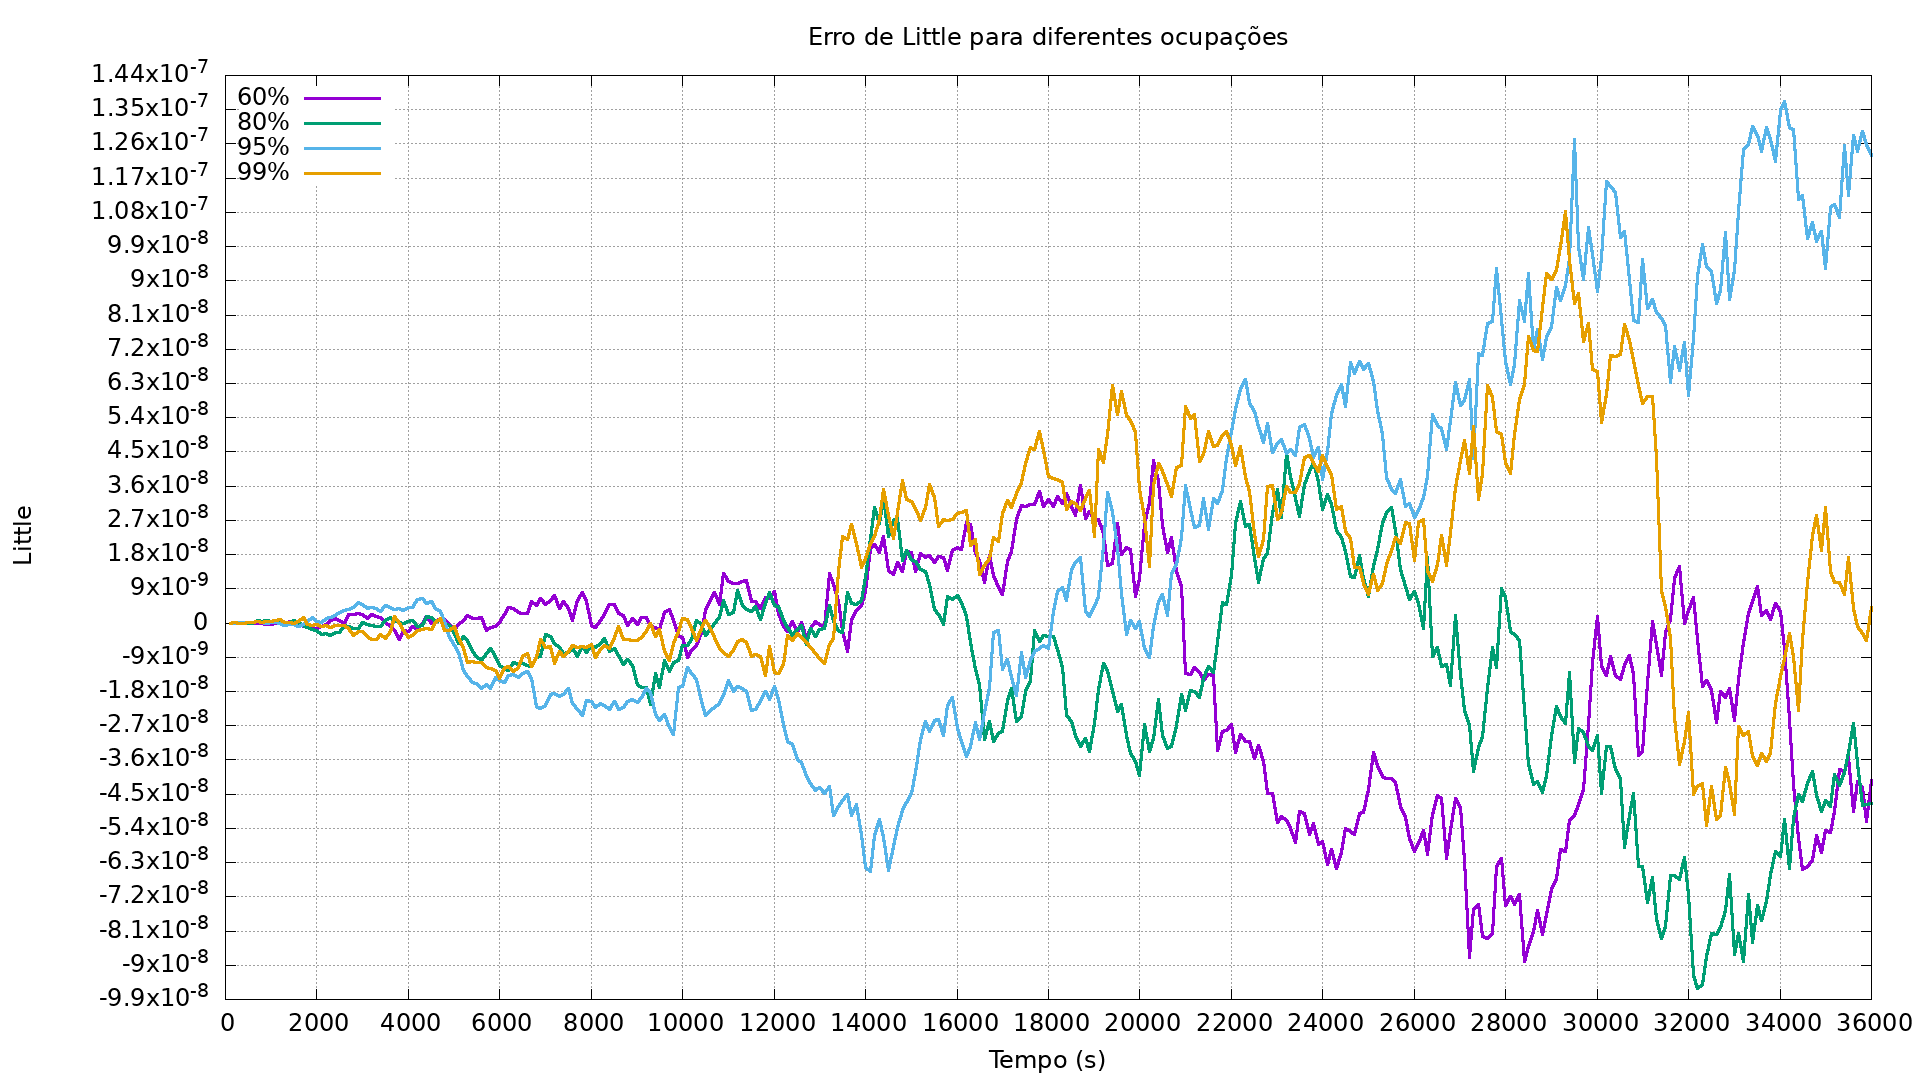 Erro de Little para diferentes ocupações
1.44x10-7
1.35x10-7
1.26x10-7
1.17x10-7
1.08x10-7
9.9x10-8
9x10-8
8.1x10-8
7.2x10-8
6.3x10-8
5.4x10-8
4.5x10-8
3.6x10-8
2.7x10-8
1.8x10-8
9x10-9
0
-9x10-9
-1.8x10-8
-2.7x10-8
-3.6x10-8
-4.5x10-8
-5.4x10-8
-6.3x10-8
-7.2x10-8
-8.1x10-8
-9x10-8
-9.9x10-8
60%
80%
95%
99%
Little
0 2000 4000 6000 8000 10000 12000 14000 16000 18000 20000 22000 24000 26000 28000 30000 32000 34000 36000
Tempo (s)